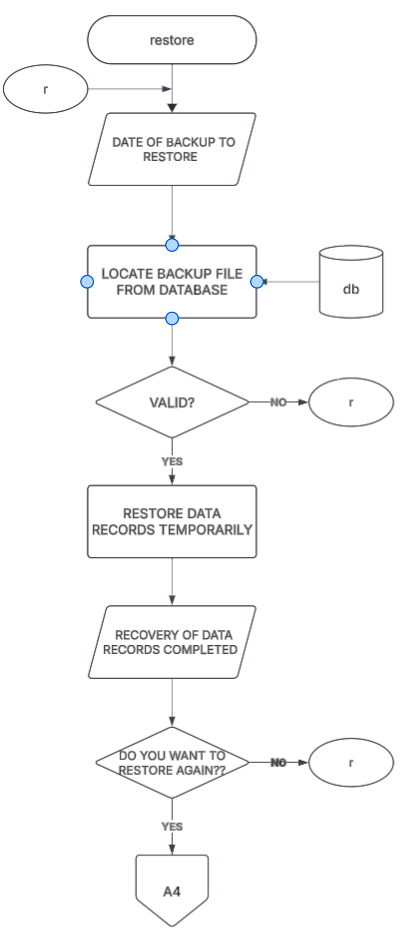 restore
r
DATE OF BACKUP TO
RESTORE
LOCATE BACKUP FILE
FROM DATABASE
db
VALID?
NO
r
YES
RESTORE DATA
RECORDS TEMPORARILY
RECOVERY OF DATA
RECORDS COMPLETED
DO YOU WANT TO
RESTORE AGAIN??
NO
r
YES
A4